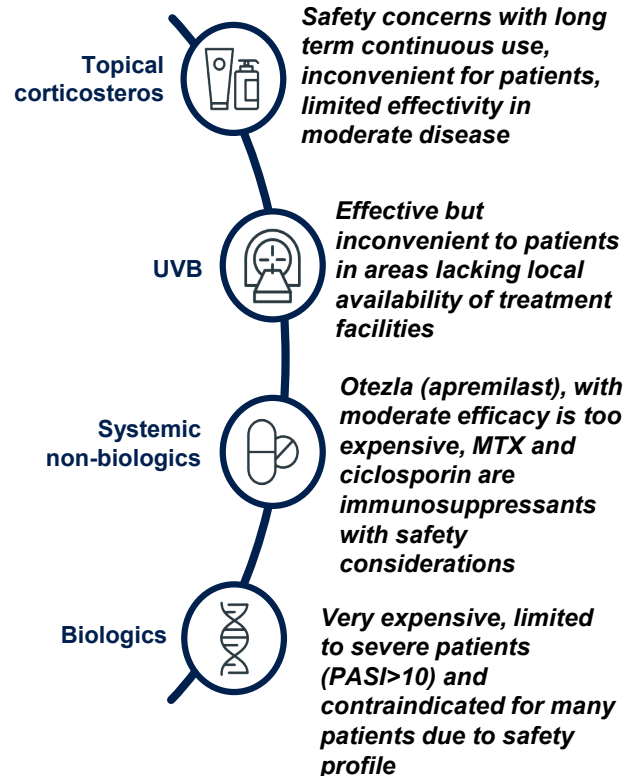 Topical
corticosteros
Safety concerns with long
term continuous use,
inconvenient for patients,
limited effectivity in
moderate disease
UVB
Effective but
inconvenient to patients
in areas lacking local
availability of treatment
facilities
Systemic
non-biologics
Otezla (apremilast), with
moderate efficacy is too
expensive, MTX and
ciclosporin are
immunosuppressants
with safety
considerations
Biologics
Very expensive, limited
to severe patients
(PASI>10) and
contraindicated for many
patients due to safety
profile